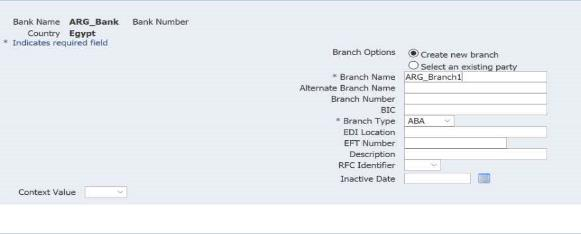 Bank Name ARG_Bank Bank Number
Country Egypt
* Indicates required field
Branch Options Create new branch
Select an existing party
* Branch Name ARG_Branch1
Alternate Branch Name
Branch Number
BIC
* Branch Type ABA
EDI Location
EFT Number
Description
RFC Identifier
Inactive Date
Context Value